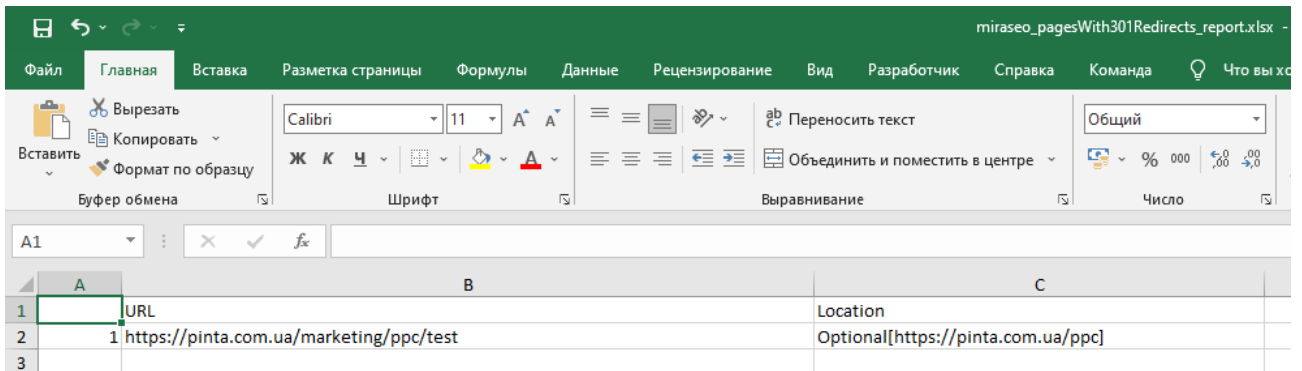 miraseo_pagesWith301Redirects_report.xlsx -
Файл Главная Вставка Разметка страницы Формулы Данные Рецензирование Вид Разработчик Справка Команда Что вы
Вставить
Вырезать
Копировать
Формат по образцу
Буфер обмена
Calibri 11 A A
Ж К Ч A
Шрифт
ab Переносить текст
Объединить и поместить в центре
Выравнивание
Общий
% 000 ,00 ,0
Число
A1 fx
A B C
1 URL Location
2 1 https://pinta.com.ua/marketing/ppc/test Optional[https://pinta.com.ua/ppc]
3